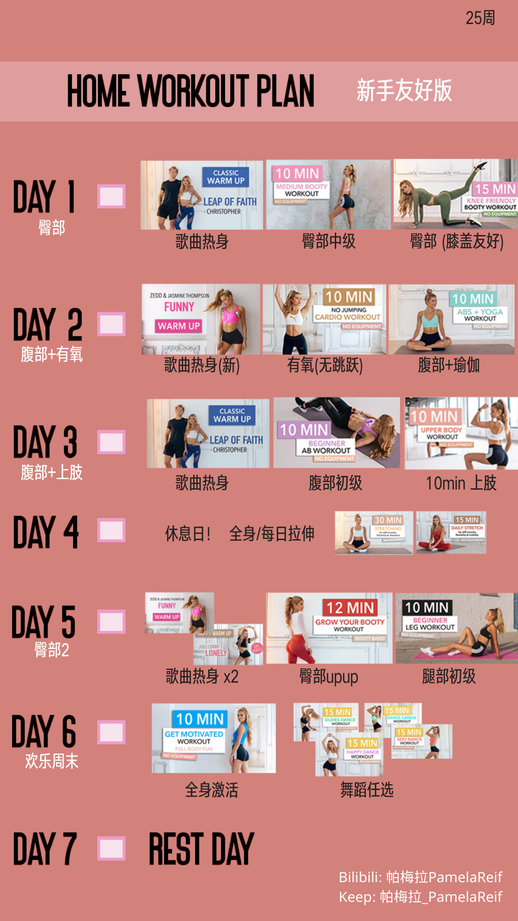 25周
HOME WORKOUT PLAN 新手友好版
DAY 1
臀部
CLASSIC
WARM UP
LEAP OF FAITH
- CHRISTOPHER
歌曲热身
10 MIN
MEDIUM BOOTY
WORKOUT
NO EQUIPMENT
臀部中级
15 MIN
KNEE FRIENDLY
BOOTY WORKOUT
NO EQUIPMENT
臀部 (膝盖友好)
DAY 2
腹部+有氧
ZEDD & JASMINE THOMPSON
FUNNY
WARM UP
歌曲热身(新)
10 MIN
NO JUMPING
CARDIO WORKOUT
NO EQUIPMENT
有氧(无跳跃)
10 MIN
ABS + YOGA
WORKOUT
NO EQUIPMENT
腹部+瑜伽
DAY 3
腹部+上肢
CLASSIC
WARM UP
LEAP OF FAITH
- CHRISTOPHER
歌曲热身
10 MIN
BEGINNER
AB WORKOUT
NO EQUIPMENT
腹部初级
10 MIN
UPPER BODY
WORKOUT
NO EQUIPMENT
10min 上肢
DAY 4
休息日！ 全身/每日拉伸
30 MIN
STRETCHING
15 MIN
DAILY STRETCH
DAY 5
臀部2
ZEDD & JASMINE THOMPSON
FUNNY
WARM UP
WARM UP
JOEL CORRY
LONELY
歌曲热身 x2
12 MIN
GROW YOUR BOOTY
WORKOUT
BOOTY BAND
臀部upup
10 MIN
BEGINNER
LEG WORKOUT
NO EQUIPMENT
腿部初级
DAY 6
欢乐周末
10 MIN
GET MOTIVATED
WORKOUT
FULL BODY FUN
全身激活
15 MIN
OLDIES DANCE
WORKOUT
DANCE CARDIO
15 MIN
HAPPY DANCE
WORKOUT
15 MIN
SEXY DANCE
WORKOUT
舞蹈任选
DAY 7
REST DAY
Bilibili: 帕梅拉PamelaReif
Keep: 帕梅拉_PamelaReif